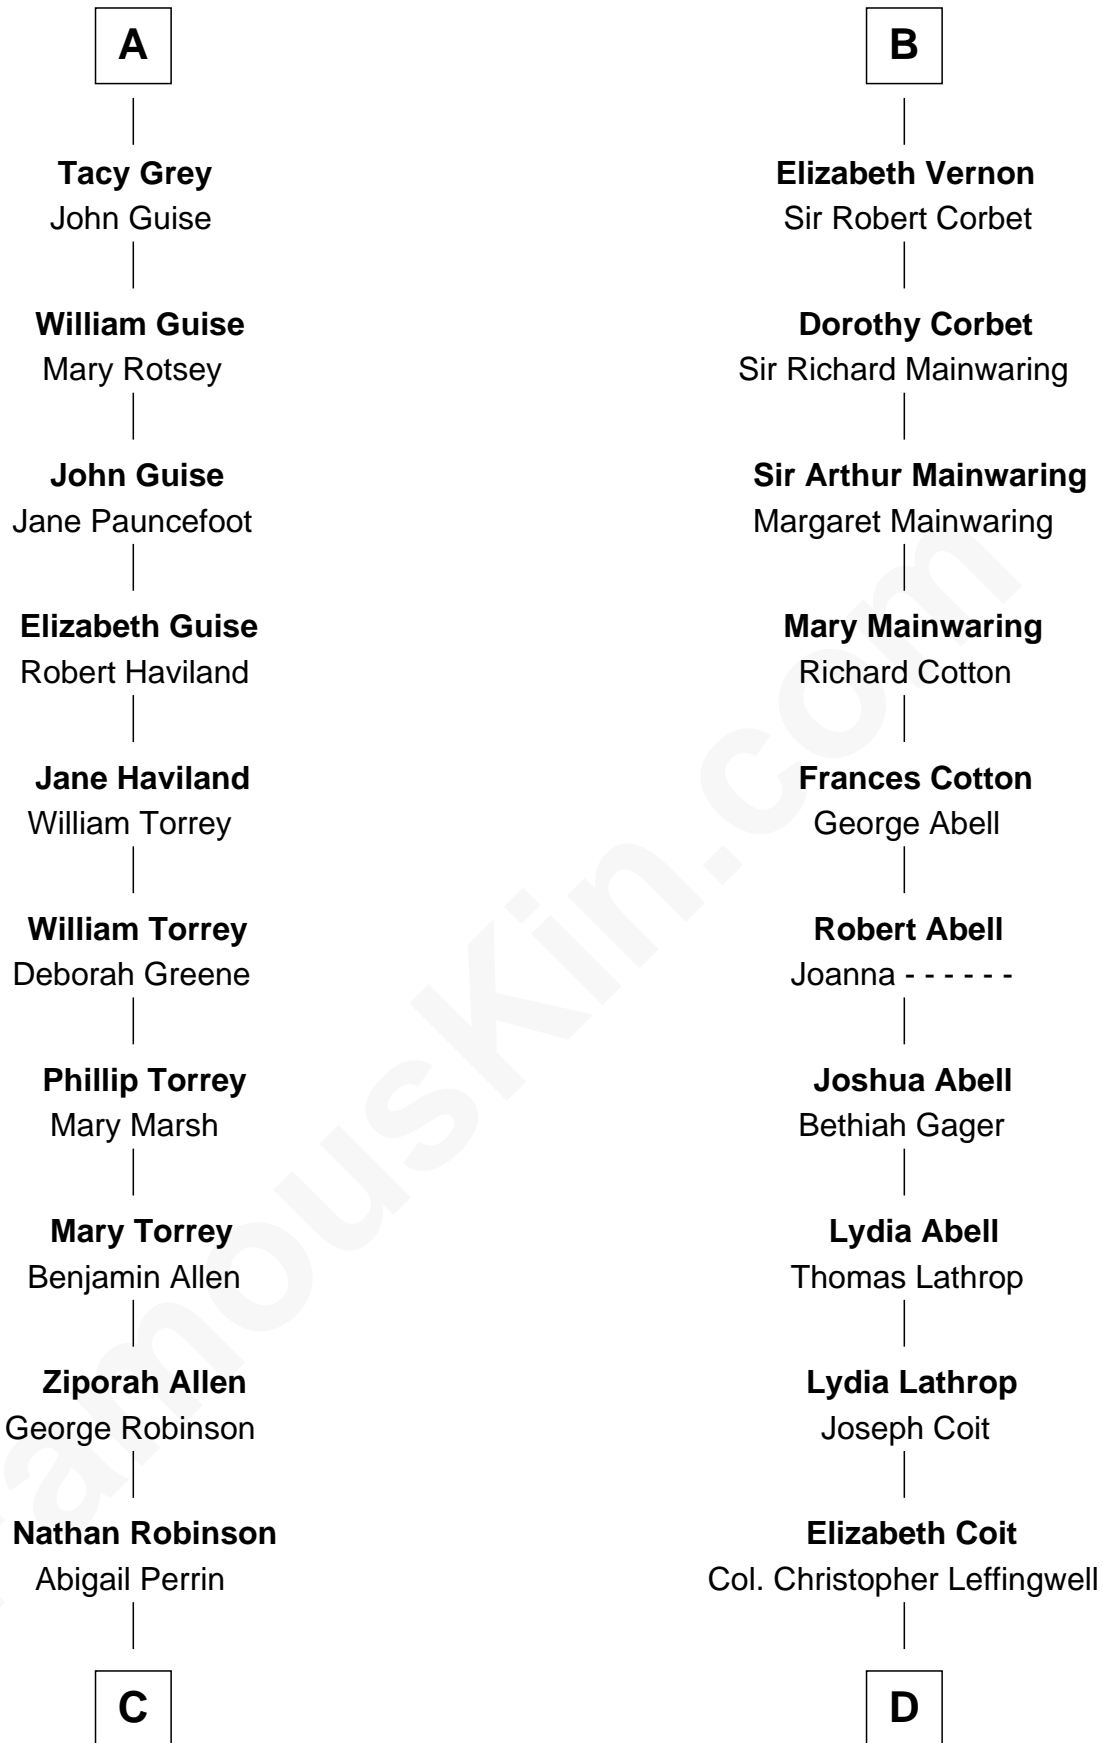 A
Tacy Grey
John Guise
William Guise
Mary Rotsey
John Guise
Jane Pauncefoot
Elizabeth Guise
Robert Haviland
Jane Haviland
William Torrey
William Torrey
Deborah Greene
Phillip Torrey
Mary Marsh
Mary Torrey
Benjamin Allen
Ziporah Allen
George Robinson
Nathan Robinson
Abigail Perrin
C
B
Elizabeth Vernon
Sir Robert Corbet
Dorothy Corbet
Sir Richard Mainwaring
Sir Arthur Mainwaring
Margaret Mainwaring
Mary Mainwaring
Richard Cotton
Frances Cotton
George Abell
Robert Abell
Joanna - - - - - -
Joshua Abell
Bethiah Gager
Lydia Abell
Thomas Lathrop
Lydia Lathrop
Joseph Coit
Elizabeth Coit
Col. Christopher Leffingwell
D
FamousKin.com